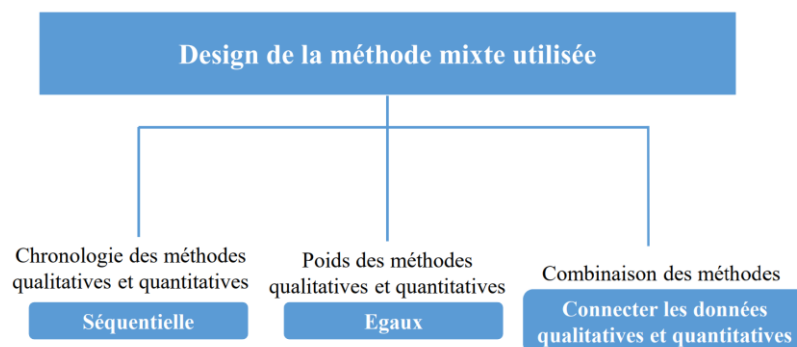 Design de la méthode mixte utilisée
Chronologie des méthodes
qualitatives et quantitatives
Séquentielle
Poids des méthodes
qualitatives et quantitatives
Egaux
Combinaison des méthodes
Connecter les données
qualitatives et quantitatives